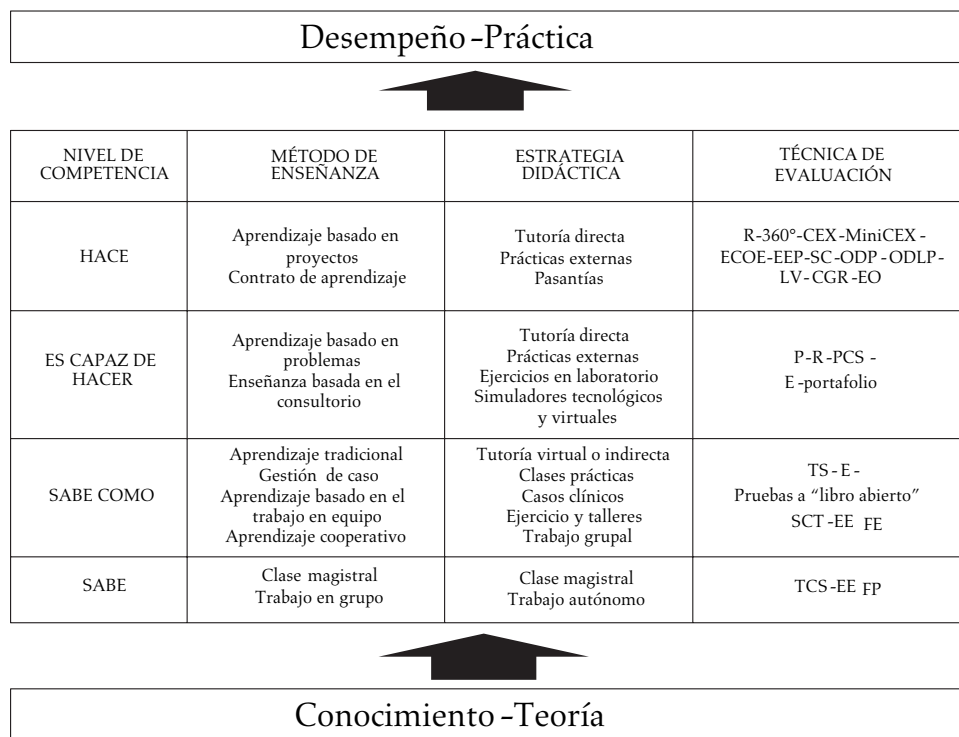 Desempeño-Práctica
NIVEL DE
COMPETENCIA
MÉTODO DE
ENSEÑANZA
ESTRATEGIA
DIDÁCTICA
TÉCNICA DE
EVALUACIÓN
HACE
Aprendizaje basado en
proyectos
Contrato de aprendizaje
Tutoría directa
Prácticas externas
Pasantías
R-360°-CEX-MiniCEX-
ECOE-EEP-SC-ODP-ODLP-
LV-CGR-EO
ES CAPAZ DE
HACER
Aprendizaje basado en
problemas
Enseñanza basada en el
consultorio
Tutoría directa
Prácticas externas
Ejercicios en laboratorio
Simuladores tecnológicos
y virtuales
P-R-PCS -
E-portafolio
SABE COMO
Aprendizaje tradicional
Gestión de caso
Aprendizaje basado en el
trabajo en equipo
Aprendizaje cooperativo
Tutoría virtual o indirecta
Clases prácticas
Casos clínicos
Ejercicio y talleres
Trabajo grupal
TS-E-
Pruebas a “libro abierto”
SCT-EE FE
SABE
Clase magistral
Trabajo en grupo
Clase magistral
Trabajo autónomo
TCS-EE FP
Conocimiento-Teoría